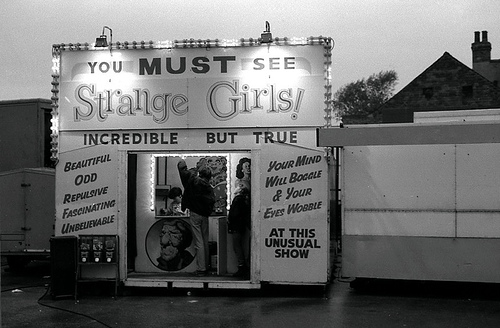 YOU MUST SEE
Strange Girls!
INCREDIBLE BUT TRUE
BEAUTIFUL
ODD
REPULSIVE
FASCINATING
UNBELIEVABLE
YOUR MIND
WILL BOGGLE
& YOUR
EYES WOBBLE
AT THIS
UNUSUAL
SHOW